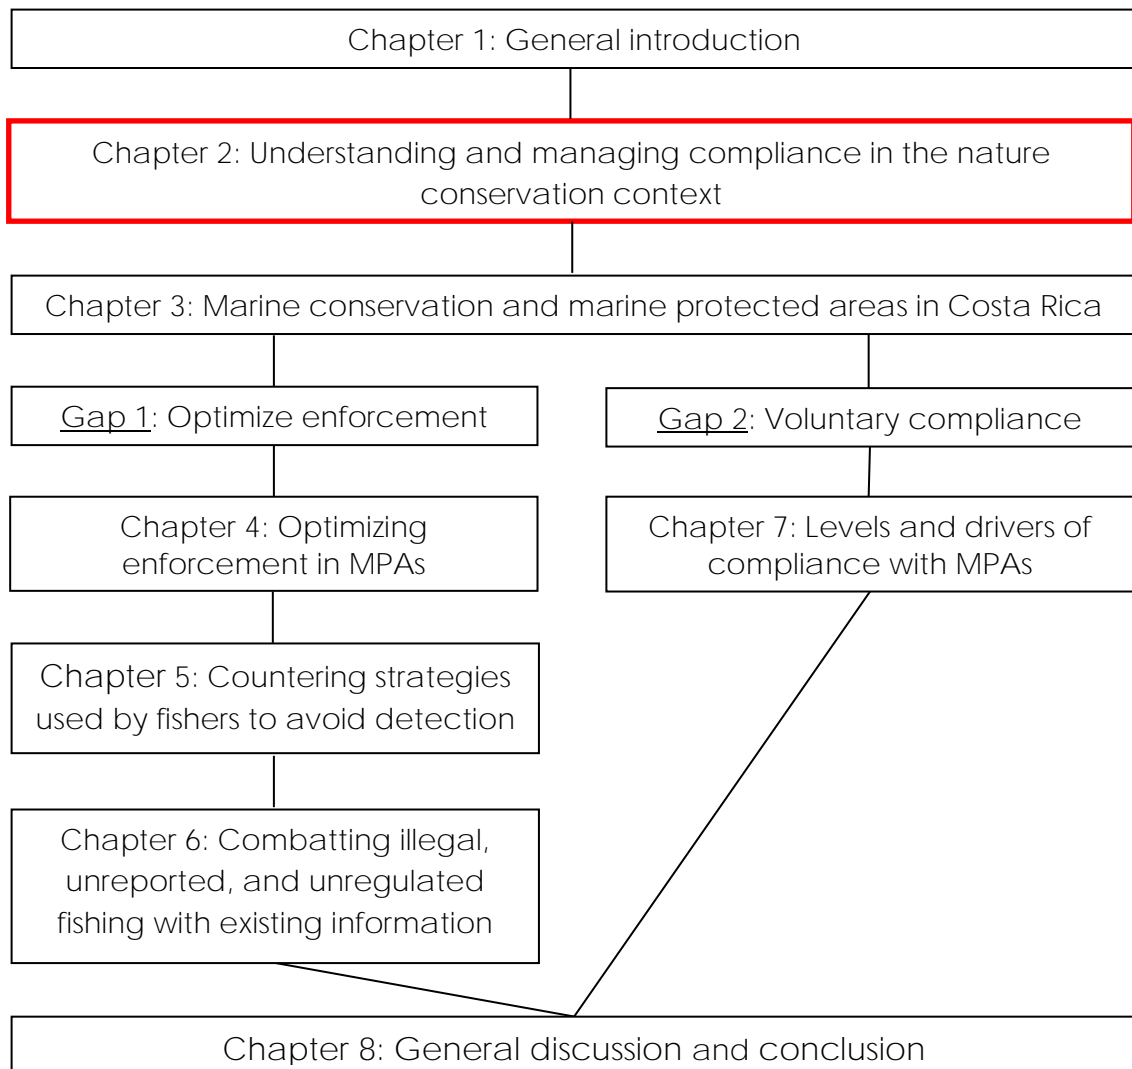 Chapter 1: General introduction
Chapter 2: Understanding and managing compliance in the nature
conservation context
Chapter 3: Marine conservation and marine protected areas in Costa Rica
Gap 1: Optimize enforcement
Gap 2: Voluntary compliance
Chapter 4: Optimizing
enforcement in MPAs
Chapter 7: Levels and drivers of
compliance with MPAs
Chapter 5: Countering strategies
used by fishers to avoid detection
Chapter 6: Combatting illegal,
unreported, and unregulated
fishing with existing information
Chapter 8: General discussion and conclusion